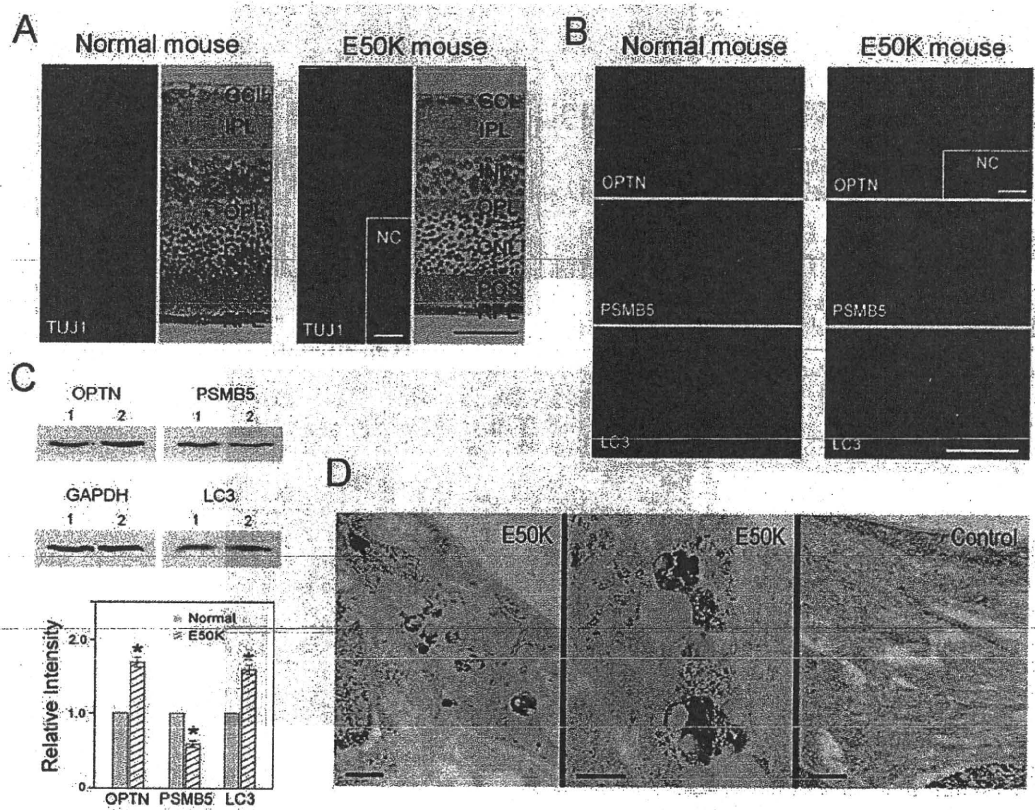 A
Normal mouse
E50K mouse
GCL
IPL
OPL
TUJ1
GCL
IPL
INL
OPL
ONL
POS
RPE
NC
TUJ1
B
Normal mouse
E50K mouse
OPTN
OPTN
NC
PSMB5
PSMB5
LC3
LC3
C
OPTN
PSMB5
1 2
1 2
GAPDH
LC3
1 2
1 2
Normal
E50K
Relative Intensity
2.0
1.0
0
* * *
OPTN PSMB5 LC3
D
E50K
E50K
Control